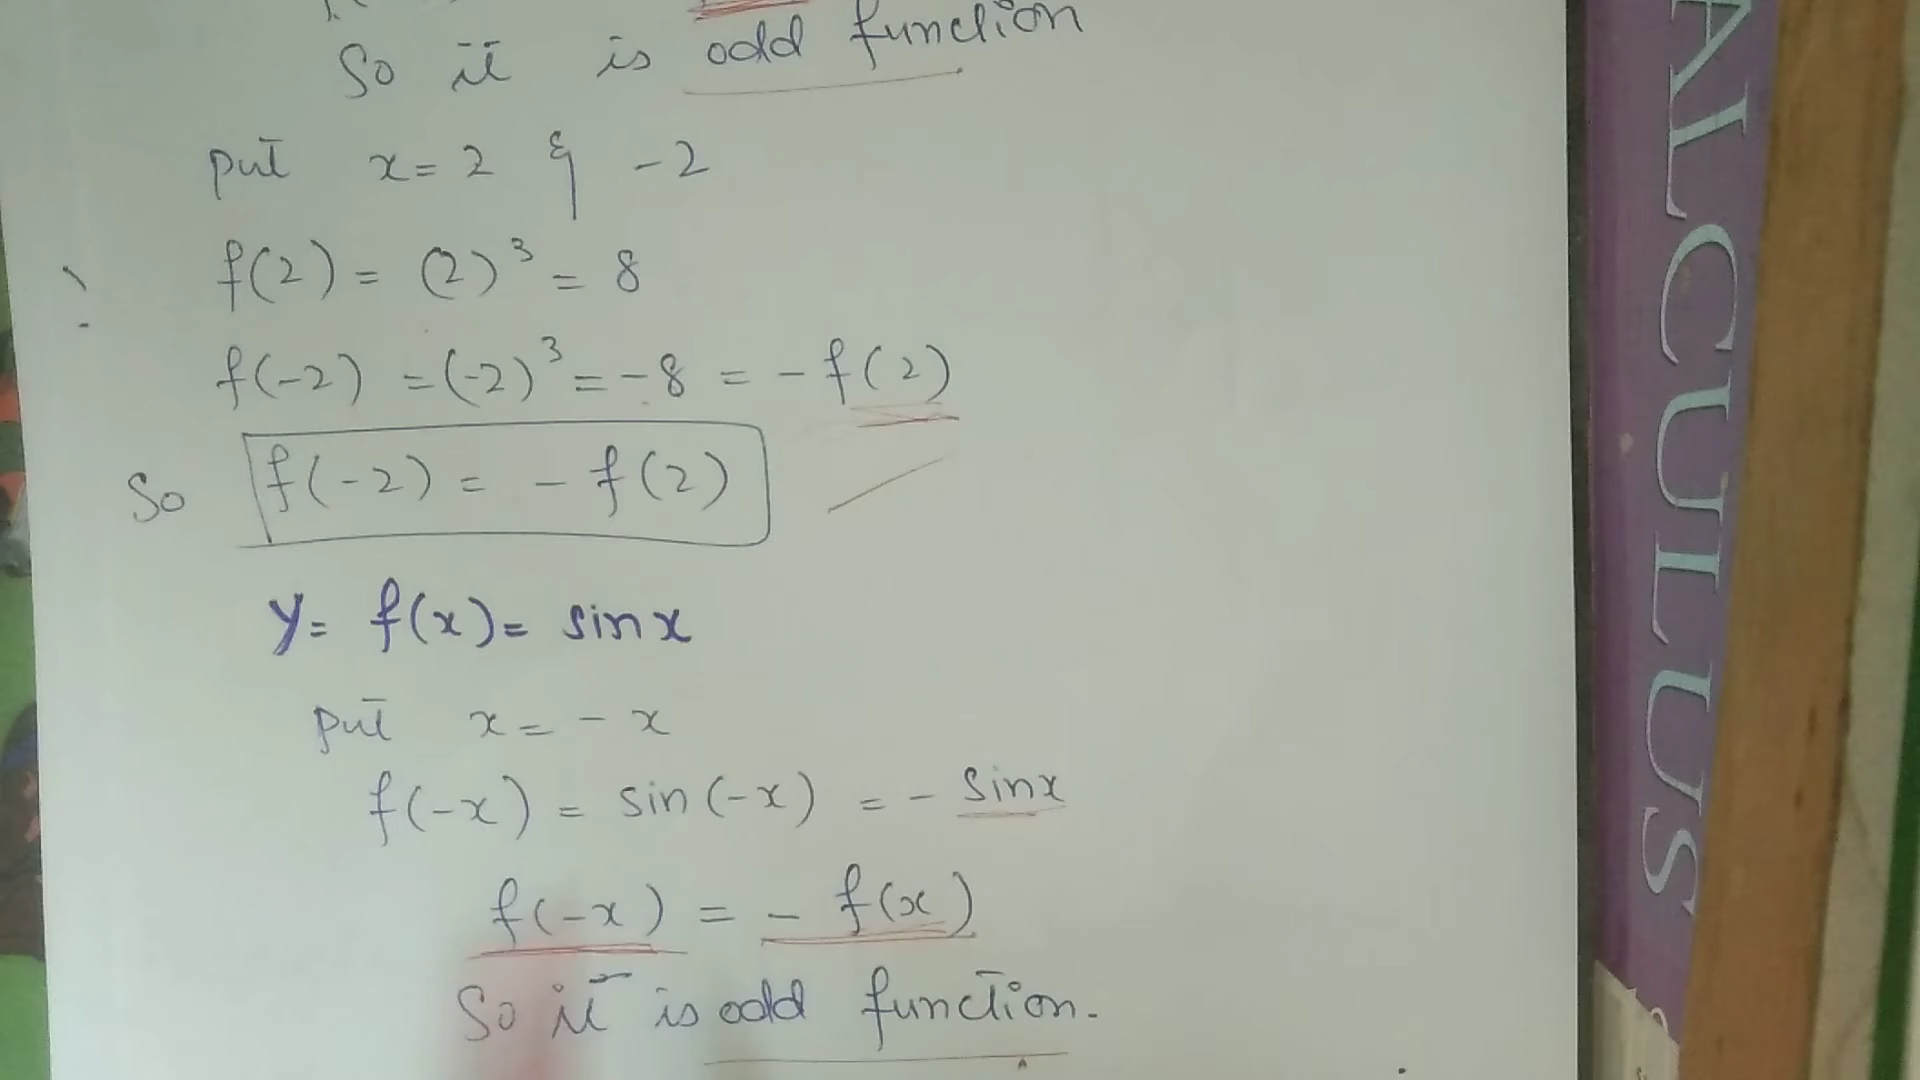 So it is odd function
put x = 2 & -2
f(2) = (2)³ = 8
f(-2) = (-2)³ = -8 = - f(2)
So f(-2) = - f(2)
y = f(x) = sin x
put x = - x
f(-x) = sin(-x) = - sin x
f(-x) = - f(x)
So it is odd function.
ALCULUS